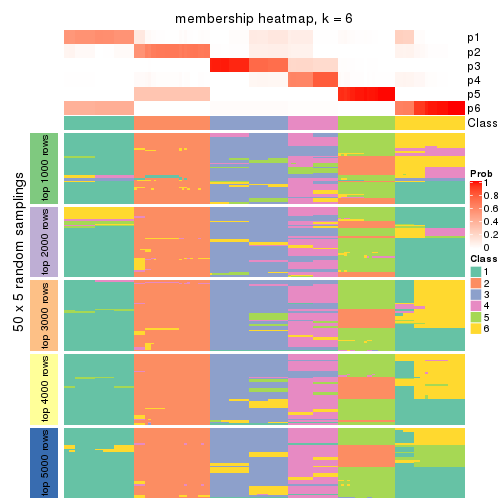 membership heatmap, k = 6
p1
p2
p3
p4
p5
p6
Class
50 x 5 random samplings
top 1000 rows
top 2000 rows
top 3000 rows
top 4000 rows
top 5000 rows
Prob
1
0.8
0.6
0.4
0.2
0
Class
1
2
3
4
5
6